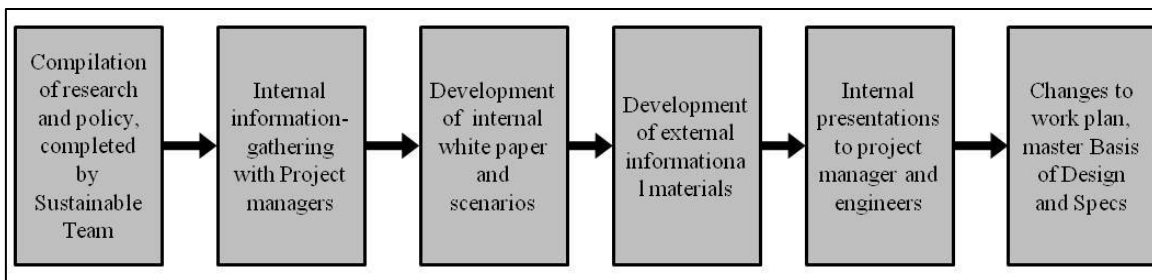 Compilation
of research
and policy,
completed
by
Sustainable
Team
Internal
information-
gathering
with Project
managers
Development
of internal
white paper
and
scenarios
Development
of external
informationa
l materials
Internal
presentations
to project
manager and
engineers
Changes to
work plan,
master Basis
of Design
and Specs